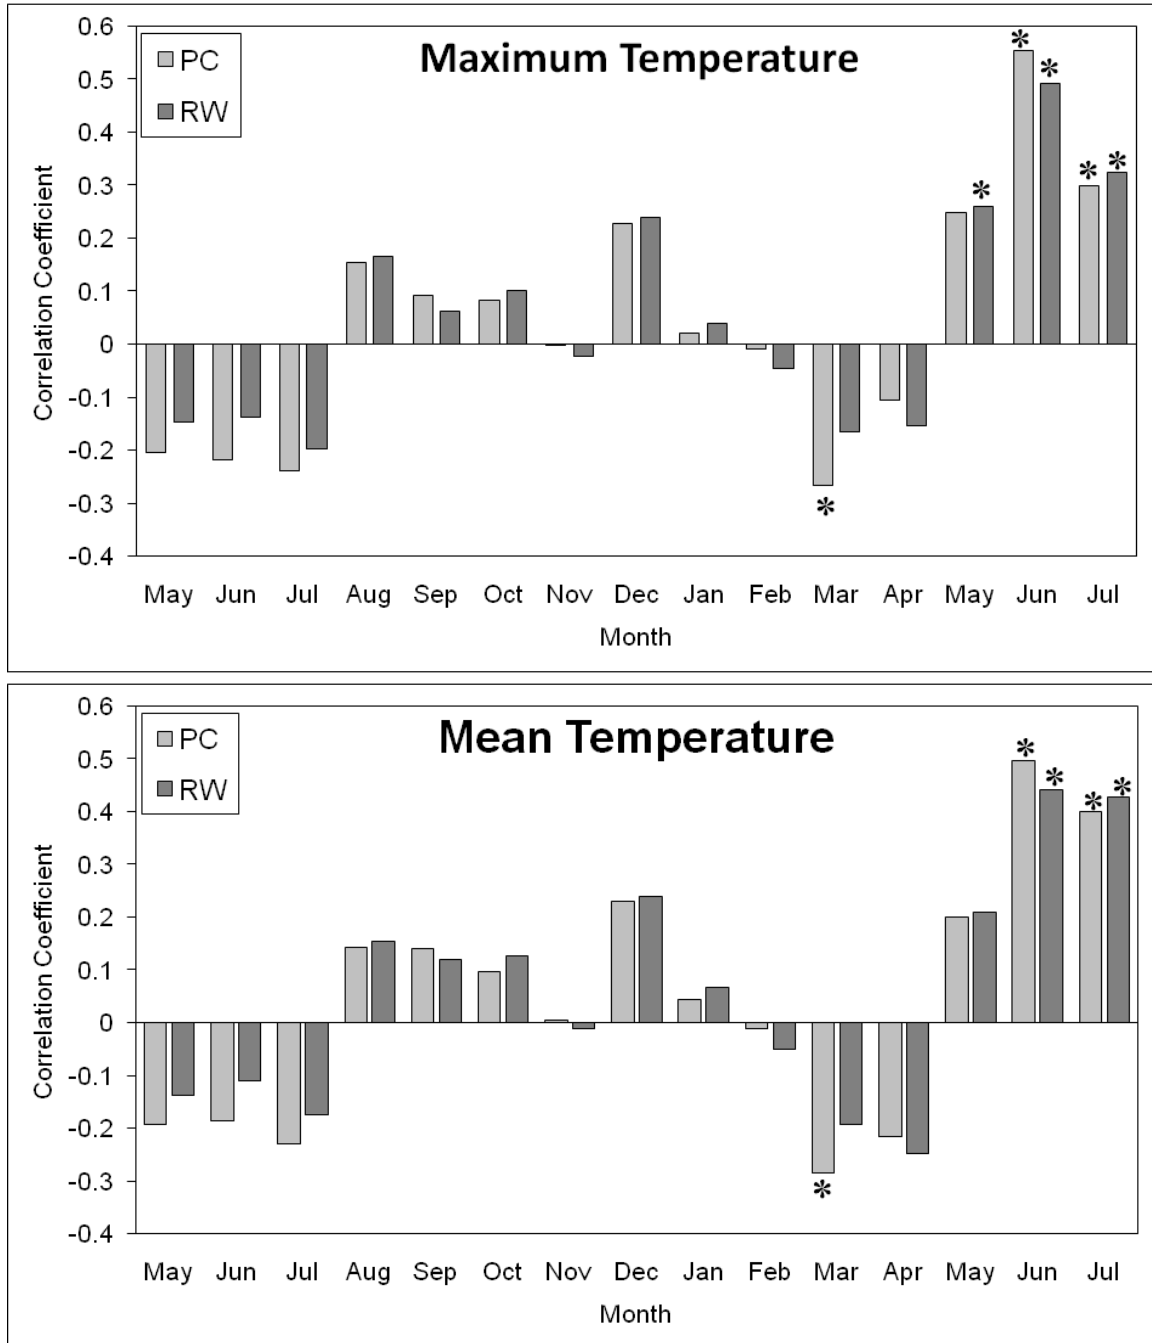 Maximum Temperature
PC
RW
Correlation Coefficient
0.6
0.5
0.4
0.3
0.2
0.1
0
-0.1
-0.2
-0.3
-0.4
* * * * * *
May Jun Jul Aug Sep Oct Nov Dec Jan Feb Mar Apr May Jun Jul
Month
Mean Temperature
PC
RW
Correlation Coefficient
0.6
0.5
0.4
0.3
0.2
0.1
0
-0.1
-0.2
-0.3
-0.4
* * * * *
May Jun Jul Aug Sep Oct Nov Dec Jan Feb Mar Apr May Jun Jul
Month